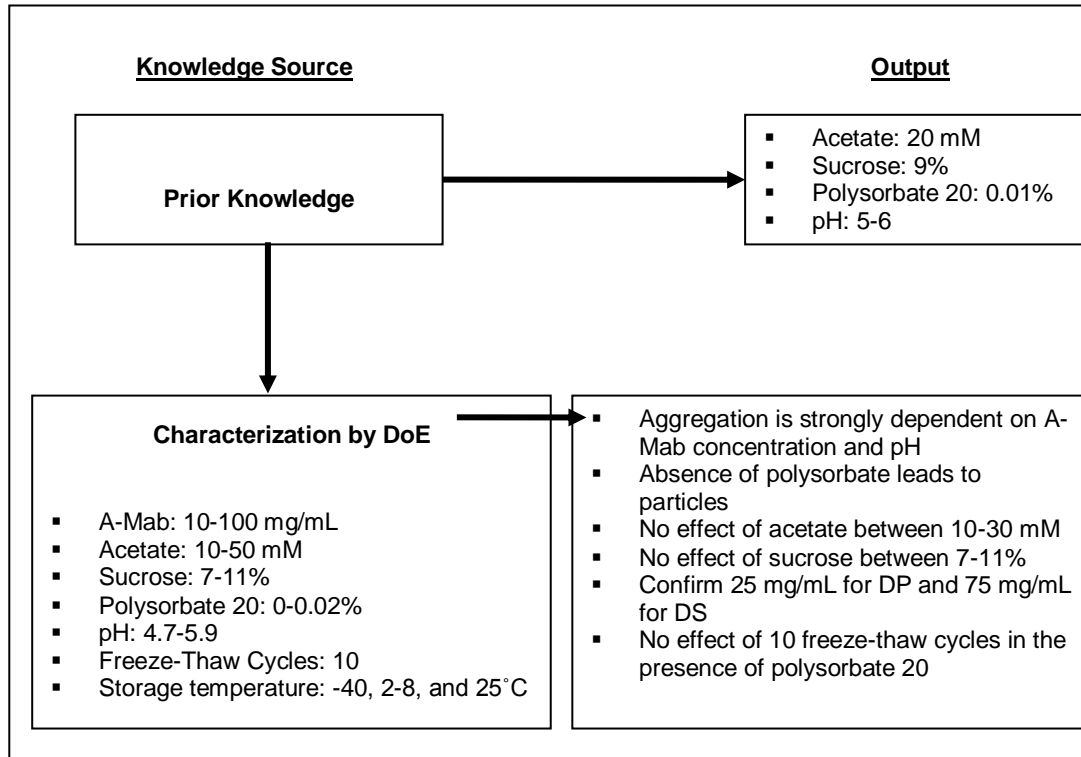 Knowledge Source
Output
Prior Knowledge
▪ Acetate: 20 mM
▪ Sucrose: 9%
▪ Polysorbate 20: 0.01%
▪ pH: 5-6
Characterization by DoE
▪ A-Mab: 10-100 mg/mL
▪ Acetate: 10-50 mM
▪ Sucrose: 7-11%
▪ Polysorbate 20: 0-0.02%
▪ pH: 4.7-5.9
▪ Freeze-Thaw Cycles: 10
▪ Storage temperature: -40, 2-8, and 25˚C
▪ Aggregation is strongly dependent on A-
Mab concentration and pH
▪ Absence of polysorbate leads to
particles
▪ No effect of acetate between 10-30 mM
▪ No effect of sucrose between 7-11%
▪ Confirm 25 mg/mL for DP and 75 mg/mL
for DS
▪ No effect of 10 freeze-thaw cycles in the
presence of polysorbate 20